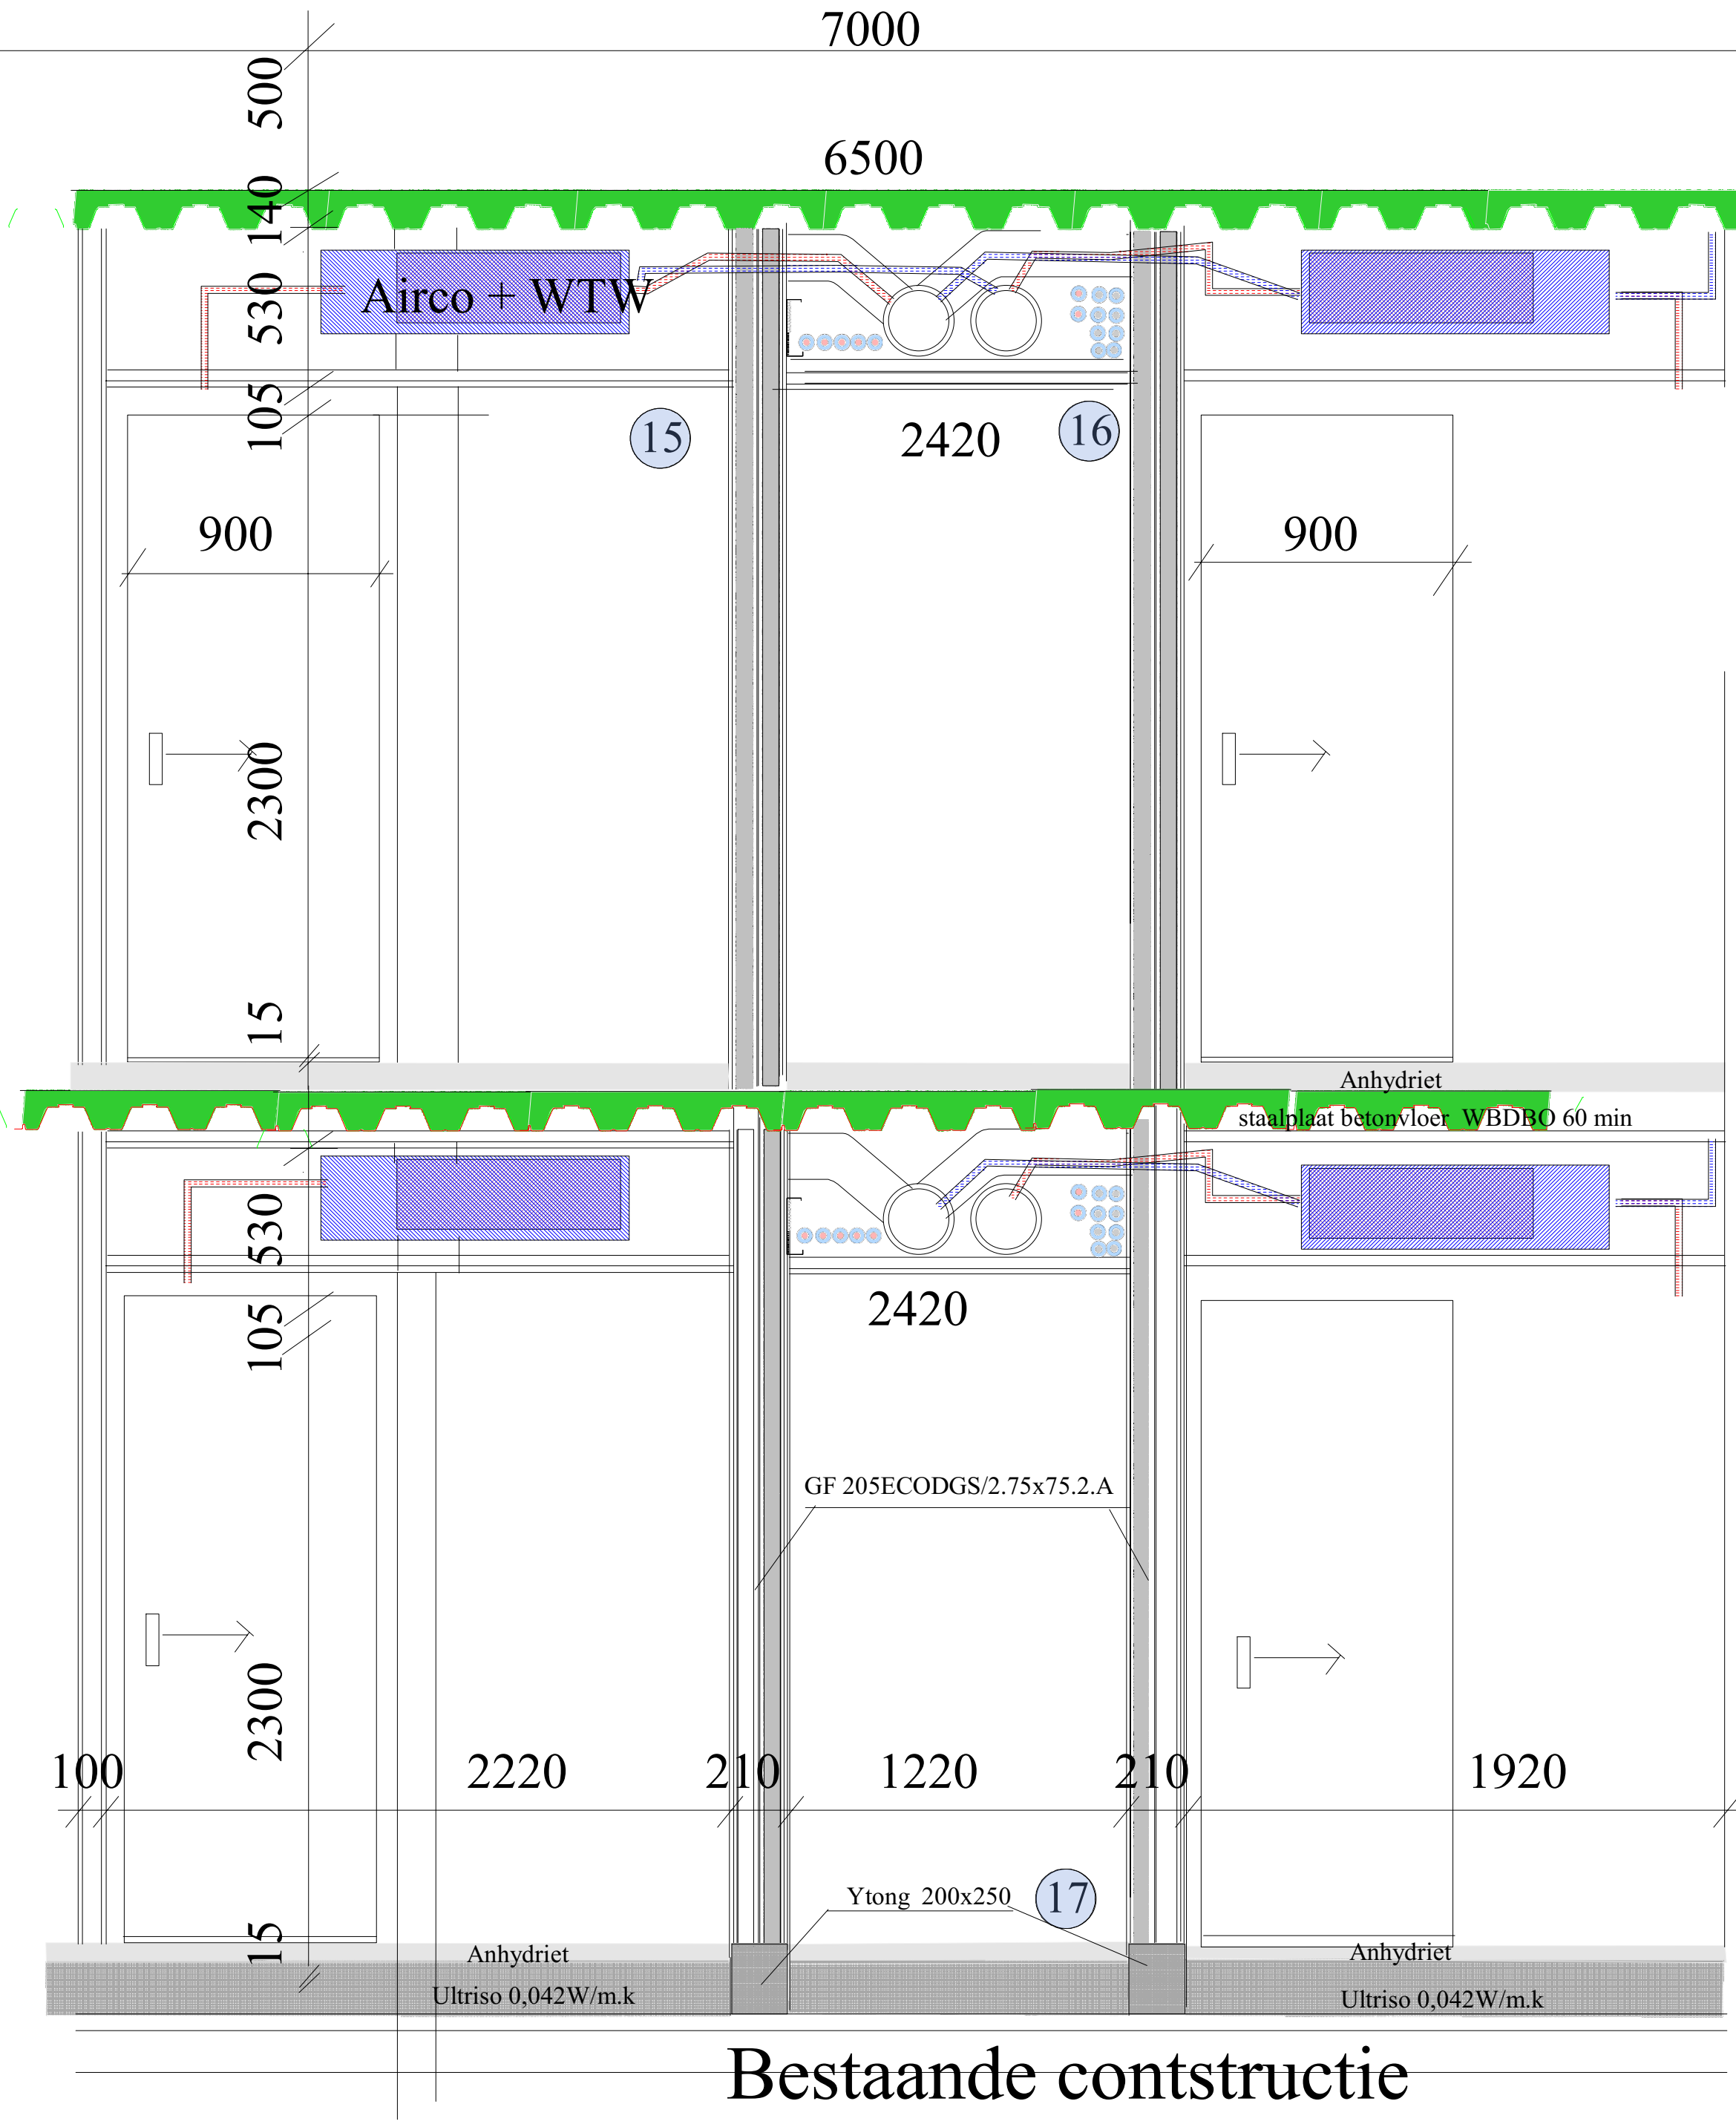 7000
500
6500
140
Airco + WTW
530
105
15
2420
16
900
900
2300
15
Anhydriet
staalplaat betonvloer WBDBO 60 min
530
2420
105
GF 205ECODGS/2.75x75.2.A
2300
100
2220
210
1220
210
1920
Ytong 200x250
17
15
Anhydriet
Anhydriet
Ultriso 0,042W/m.k
Ultriso 0,042W/m.k
Bestaande contstructie